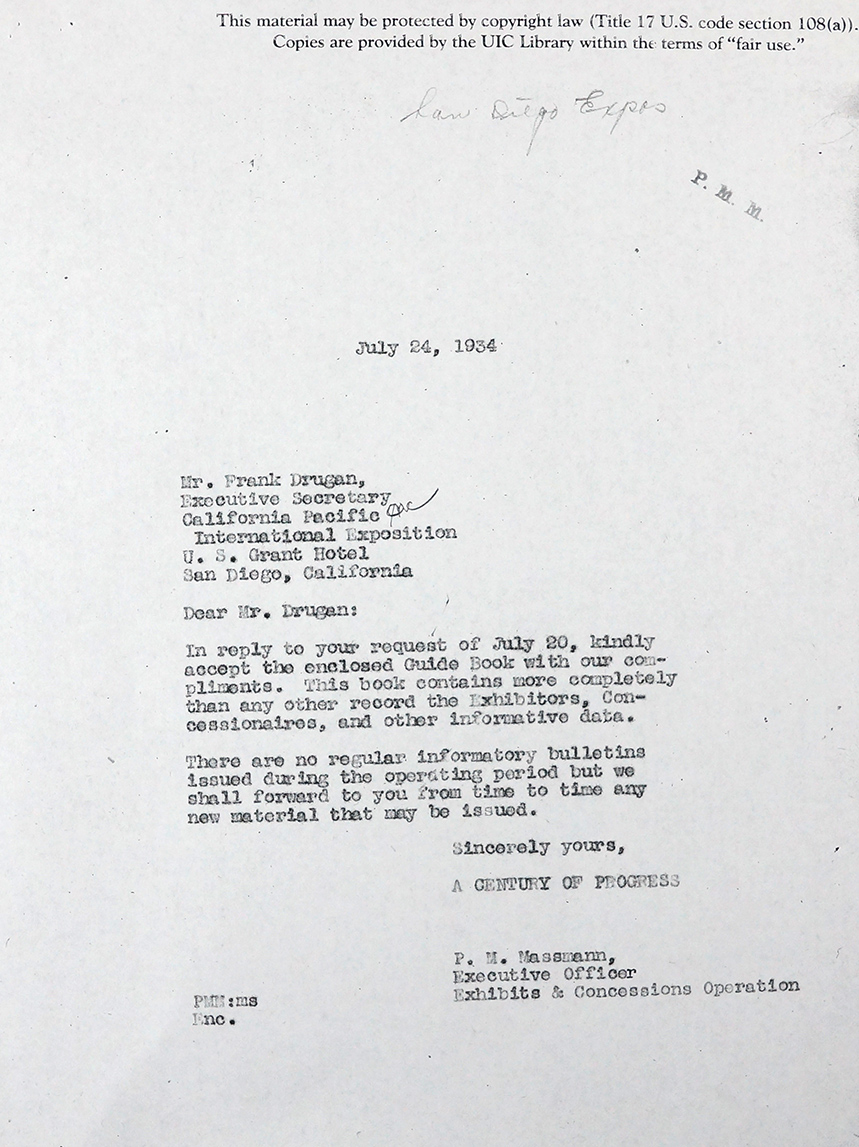 This material may be protected by copyright law (Title 17 U.S. code section 108(a)).
Copies are provided by the UIC Library within the terms of “fair use.”
San Diego Expos
P. M. M.
July 24, 1934
Mr. Frank Drugan,
Executive Secretary
California Pacific
International Exposition
U. S. Grant Hotel
San Diego, California
Dear Mr. Drugan:
In reply to your request of July 20, kindly
accept the enclosed Guide Book with our com-
pliments. This book contains more completely
than any other record the Exhibitors, Con-
cessionaires, and other informative data.
There are no regular informatory bulletins
issued during the operating period but we
shall forward to you from time to time any
new material that may be issued.
Sincerely yours,
A CENTURY OF PROGRESS
P. M. Massmann,
Executive Officer
Exhibits & Concessions Operation
PMM:ms
Enc.